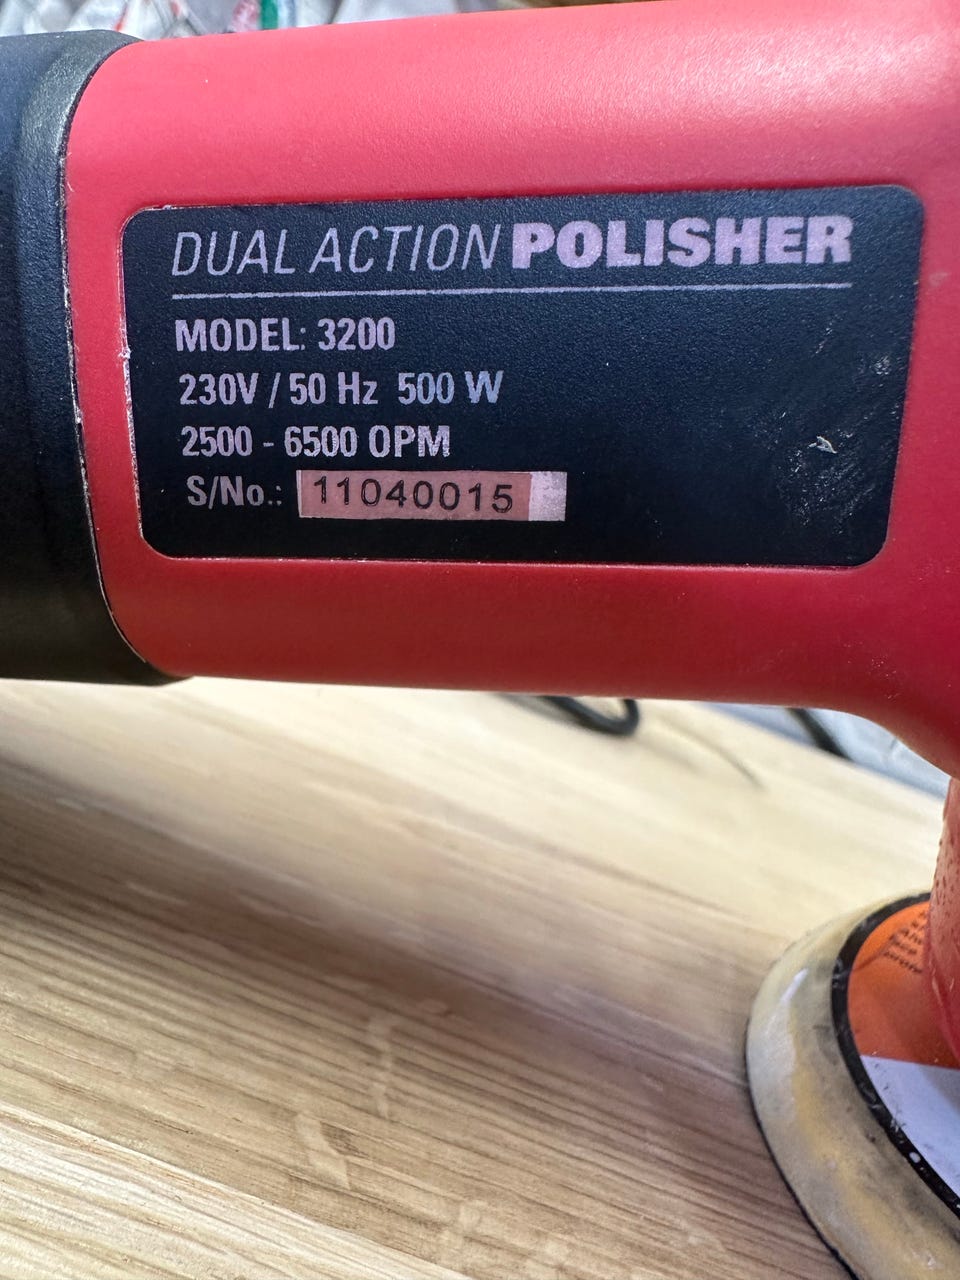 DUAL ACTION POLISHER
MODEL: 3200
230V / 50 Hz 500 W
2500 - 6500 OPM
S/No.: 11040015